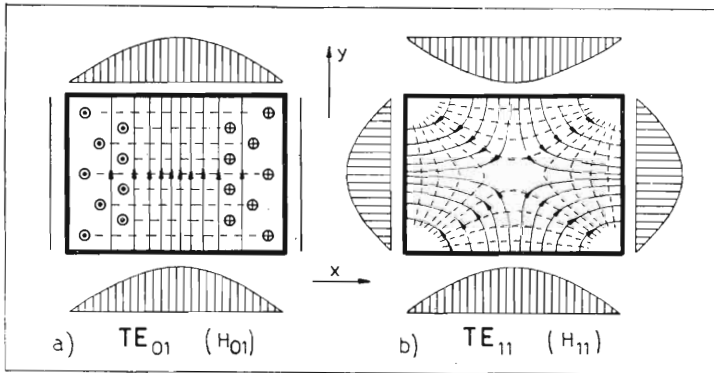 y
x
a) TE₀₁ (H₀₁)
b) TE₁₁ (H₁₁)